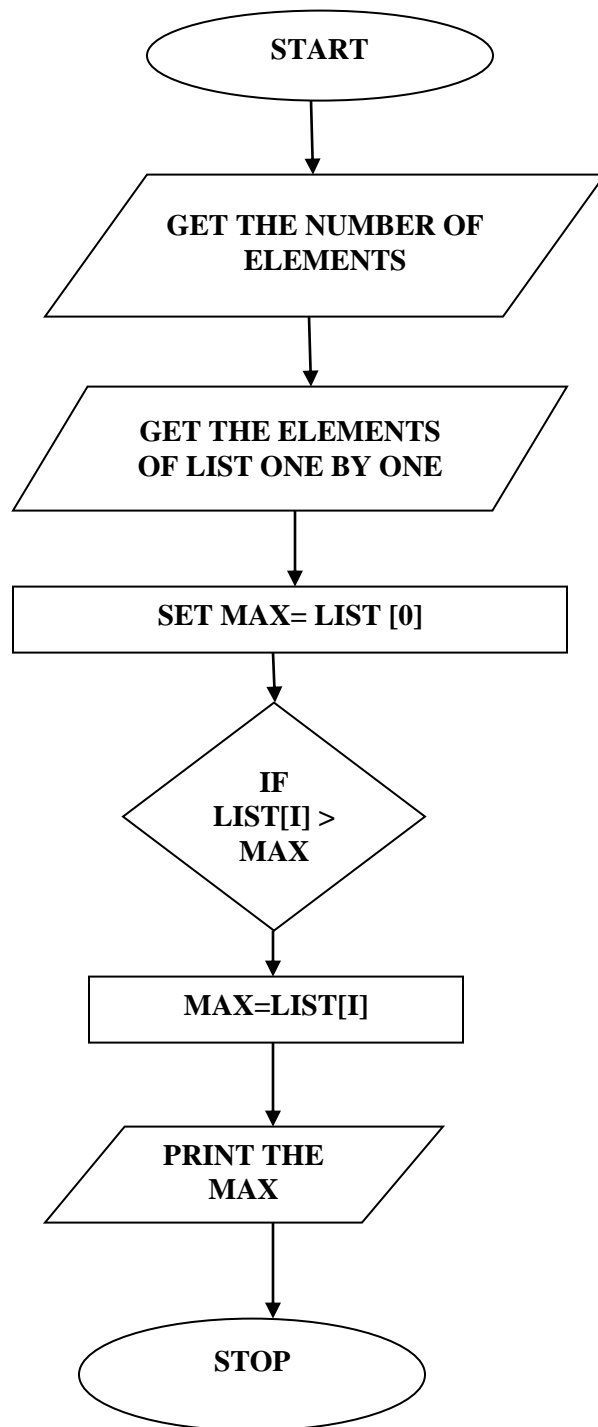 START
GET THE NUMBER OF
ELEMENTS
GET THE ELEMENTS
OF LIST ONE BY ONE
SET MAX= LIST [0]
IF
LIST[I] >
MAX
MAX=LIST[I]
PRINT THE
MAX
STOP